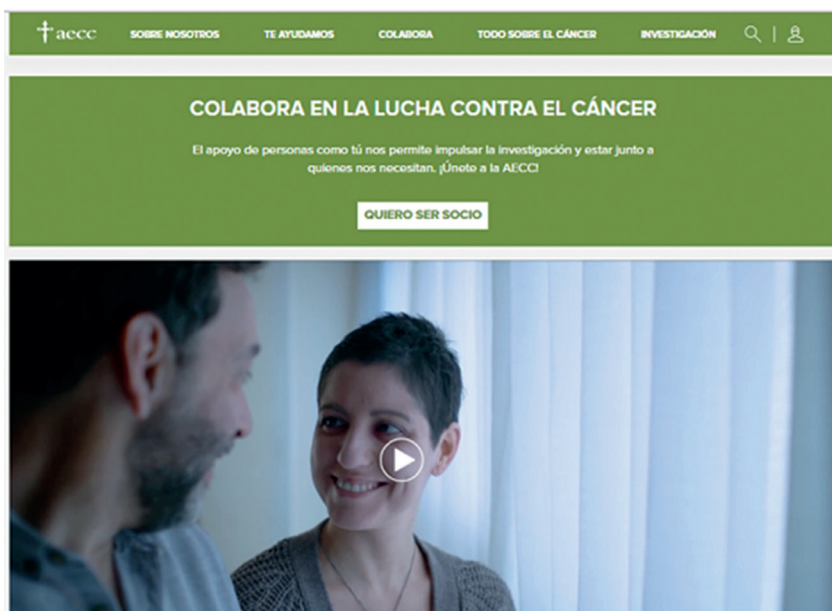 aecc SOBRE NOSOTROS TE AYUDAMOS COLABORA TODO SOBRE EL CÁNCER INVESTIGACIÓN
COLABORA EN LA LUCHA CONTRA EL CÁNCER
El apoyo de personas como tú nos permite impulsar la investigación y estar junto a
quienes nos necesitan. ¡Únete a la AECC!
QUIERO SER SOCIO